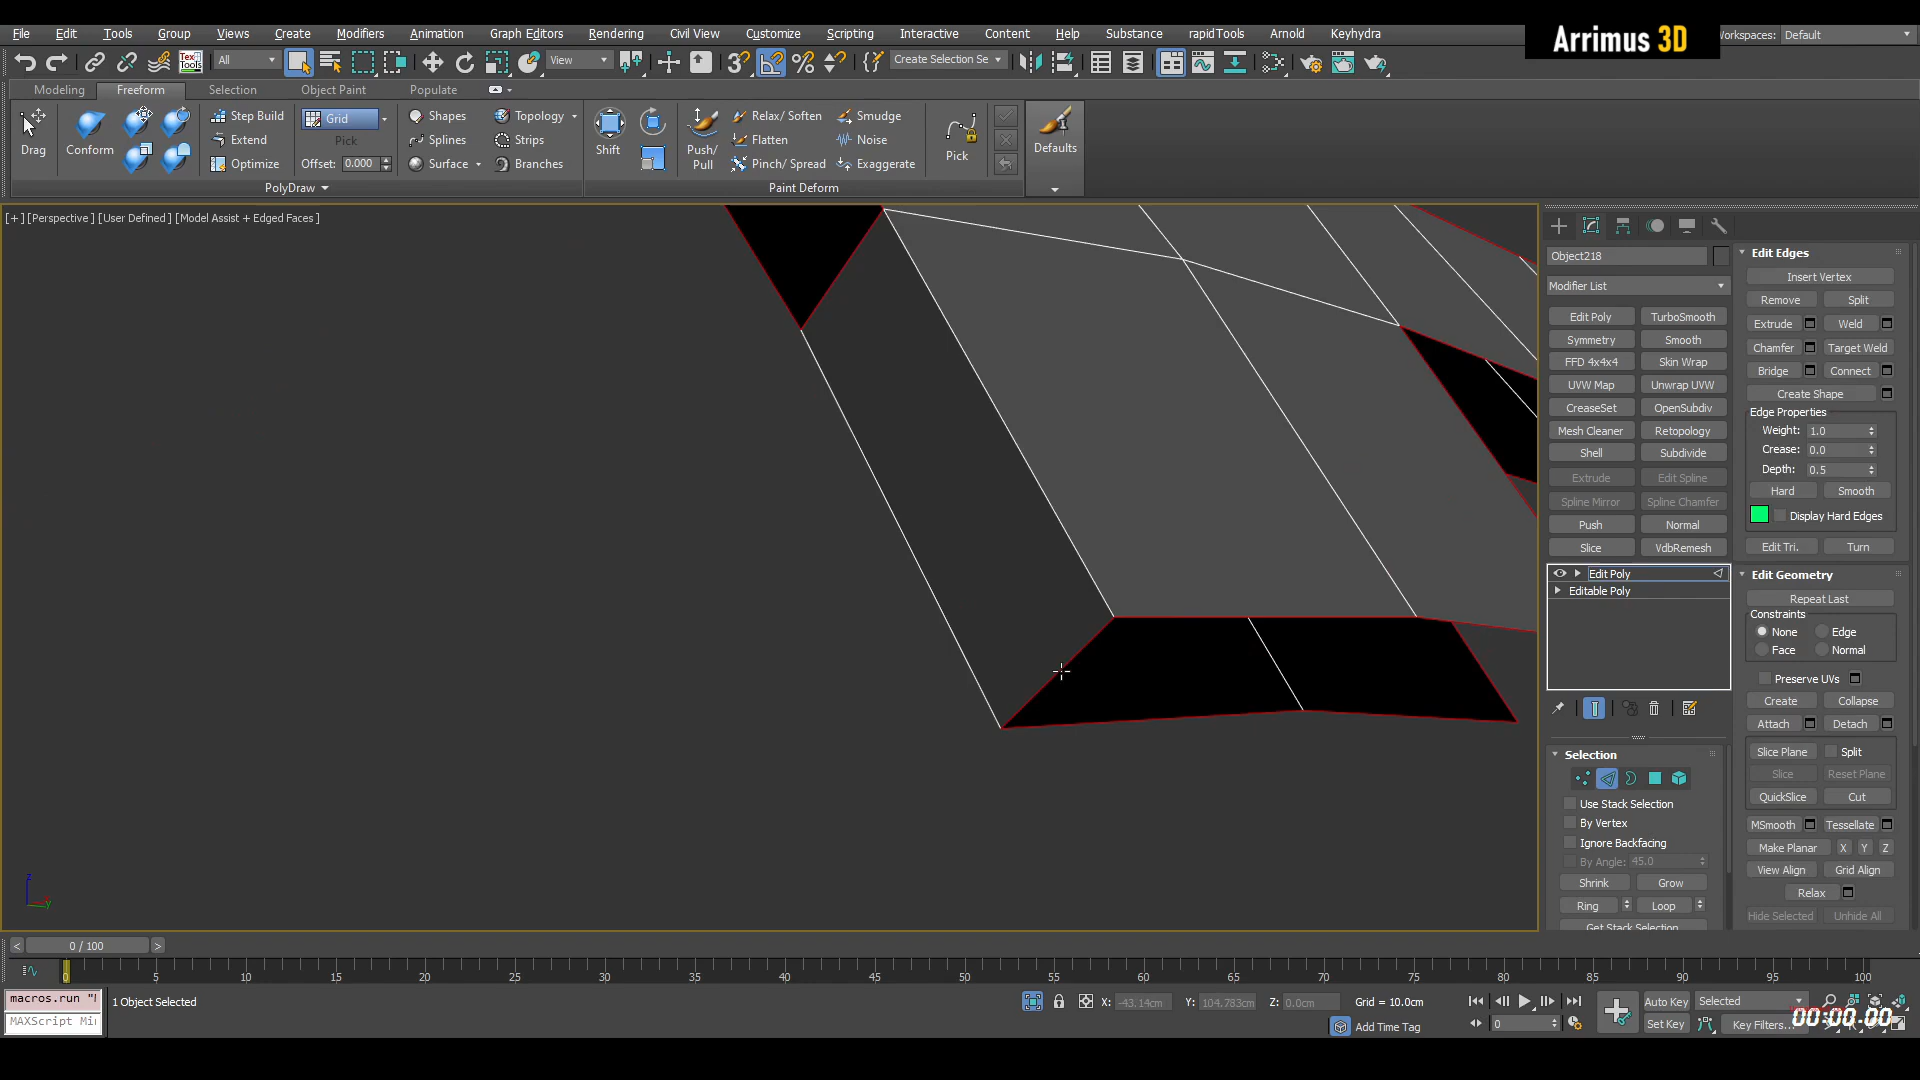 File Edit Tools Group Views Create Modifiers Animation Graph Editors Rendering Civil View Customize Scripting Interactive Content Help Substance rapidTools Arnold Keyhydra Arrimus 3D Workspaces: Default
Text Tools All View 3 Create Selection Se
Modeling Freeform Selection Object Paint Populate
Drag Conform Step Build Extend Optimize Grid Pick Offset: 0.000 Shapes Splines Surface Topology Strips Branches Shift Push/ Pull Relax/ Soften Flatten Pinch/ Spread Smudge Noise Exaggerate Pick Defaults
PolyDraw Paint Deform
[+] [Perspective] [User Defined] [Model Assist + Edged Faces]
z
y
Object218
Modifier List
Edit Poly TurboSmooth
Symmetry Smooth
FFD 4x4x4 Skin Wrap
UVW Map Unwrap UVW
CreaseSet OpenSubdiv
Mesh Cleaner Retopology
Shell Subdivide
Extrude Edit Spline
Spline Mirror Spline Chamfer
Push Normal
Slice VdbRemesh
Edit Poly
Editable Poly
Selection
Use Stack Selection
By Vertex
Ignore Backfacing
By Angle: 45.0
Shrink Grow
Ring Loop
Get Stack Selection
Edit Edges
Insert Vertex
Remove Split
Extrude Weld
Chamfer Target Weld
Bridge Connect
Create Shape
Edge Properties
Weight: 1.0
Crease: 0.0
Depth: 0.5
Hard Smooth
Display Hard Edges
Edit Tri. Turn
Edit Geometry
Repeat Last
Constraints
None Edge
Face Normal
Preserve UVs
Create Collapse
Attach Detach
Slice Plane Split
Slice Reset Plane
QuickSlice Cut
MSmooth Tessellate
Make Planar X Y Z
View Align Grid Align
Relax
Hide Selected Unhide All
< 0 / 100 >
0 5 10 15 20 25 30 35 40 45 50 55 60 65 70 75 80 85 90 95 100
macros.run "M 1 Object Selected X: -43.14cm Y: 104.783cm Z: 0.0cm Grid = 10.0cm Auto Key Selected
MAXScript Mi Add Time Tag 0 Set Key Key Filters... 00:00.00